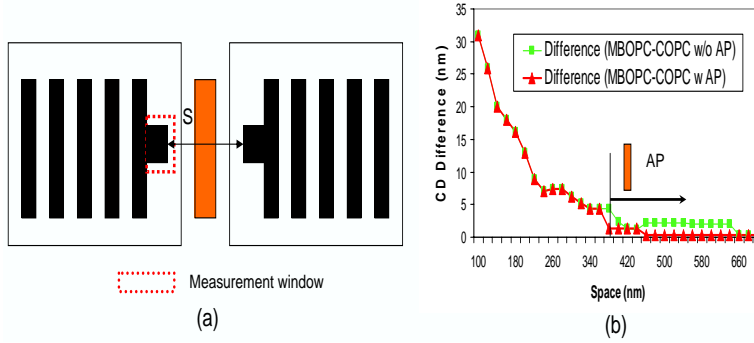 S
Measurement window
(a)
CD Difference (nm)
35
30
25
20
15
10
5
0
Difference (MBOPC-COPC w/o AP)
Difference (MBOPC-COPC w AP)
AP
100 180 260 340 420 500 580 660
Space (nm)
(b)